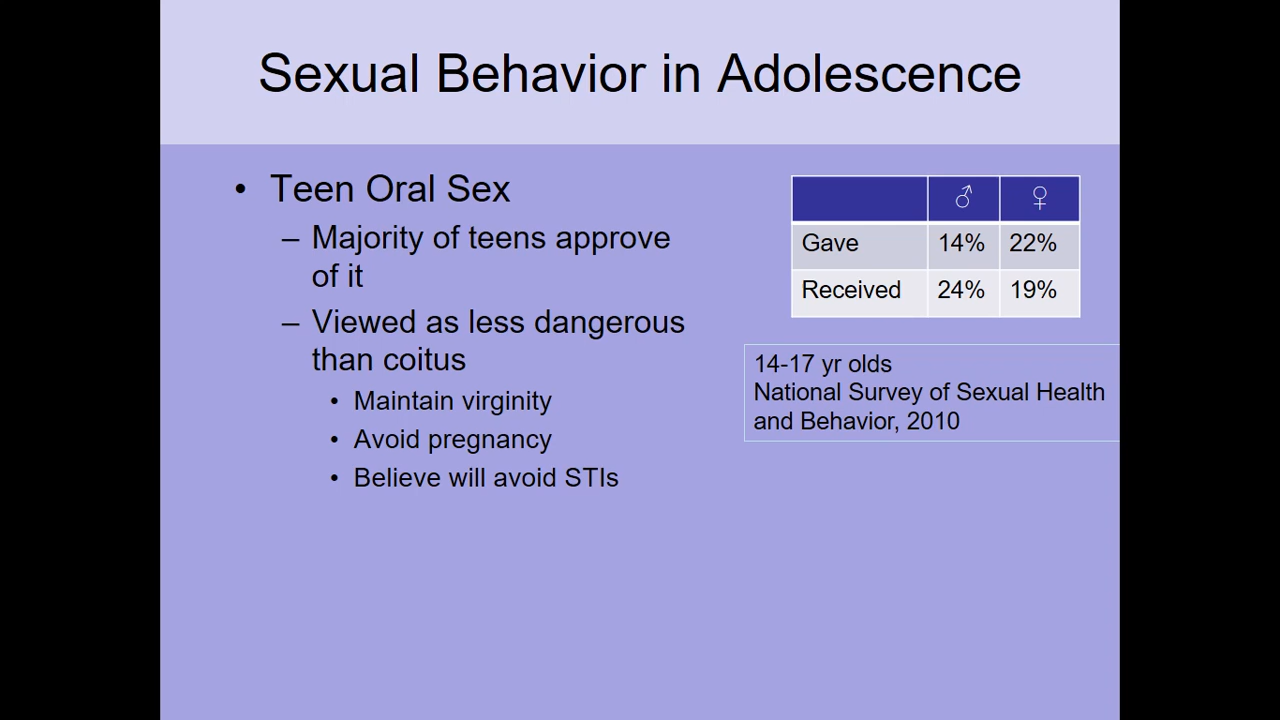 Sexual Behavior in Adolescence
• Teen Oral Sex
– Majority of teens approve
of it
– Viewed as less dangerous
than coitus
• Maintain virginity
• Avoid pregnancy
• Believe will avoid STIs
♂ ♀
Gave 14% 22%
Received 24% 19%
14-17 yr olds
National Survey of Sexual Health
and Behavior, 2010